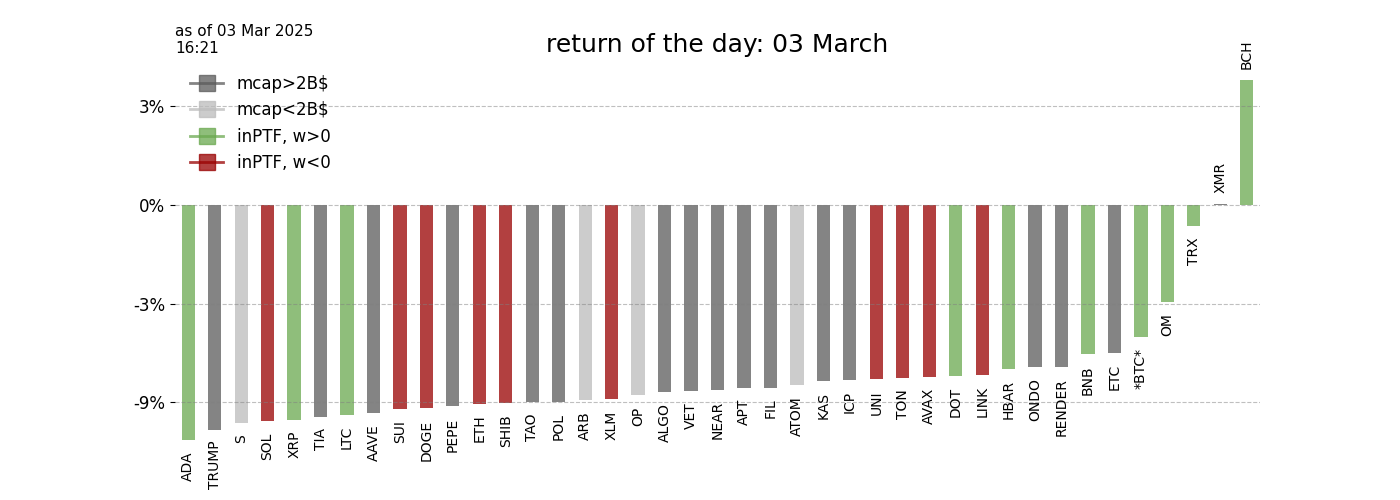 as of 03 Mar 2025
16:21
return of the day: 03 March
mcap>2B$
mcap<2B$
inPTF, w>0
inPTF, w<0
3%
0%
-3%
-9%
ADA
TRUMP
S
SOL
XRP
TIA
LTC
AAVE
SUI
DOGE
PEPE
ETH
SHIB
TAO
POL
ARB
XLM
OP
ALGO
VET
NEAR
APT
FIL
ATOM
KAS
ICP
UNI
TON
AVAX
DOT
LINK
HBAR
ONDO
RENDER
BNB
ETC
*BTC*
OM
TRX
XMR
BCH